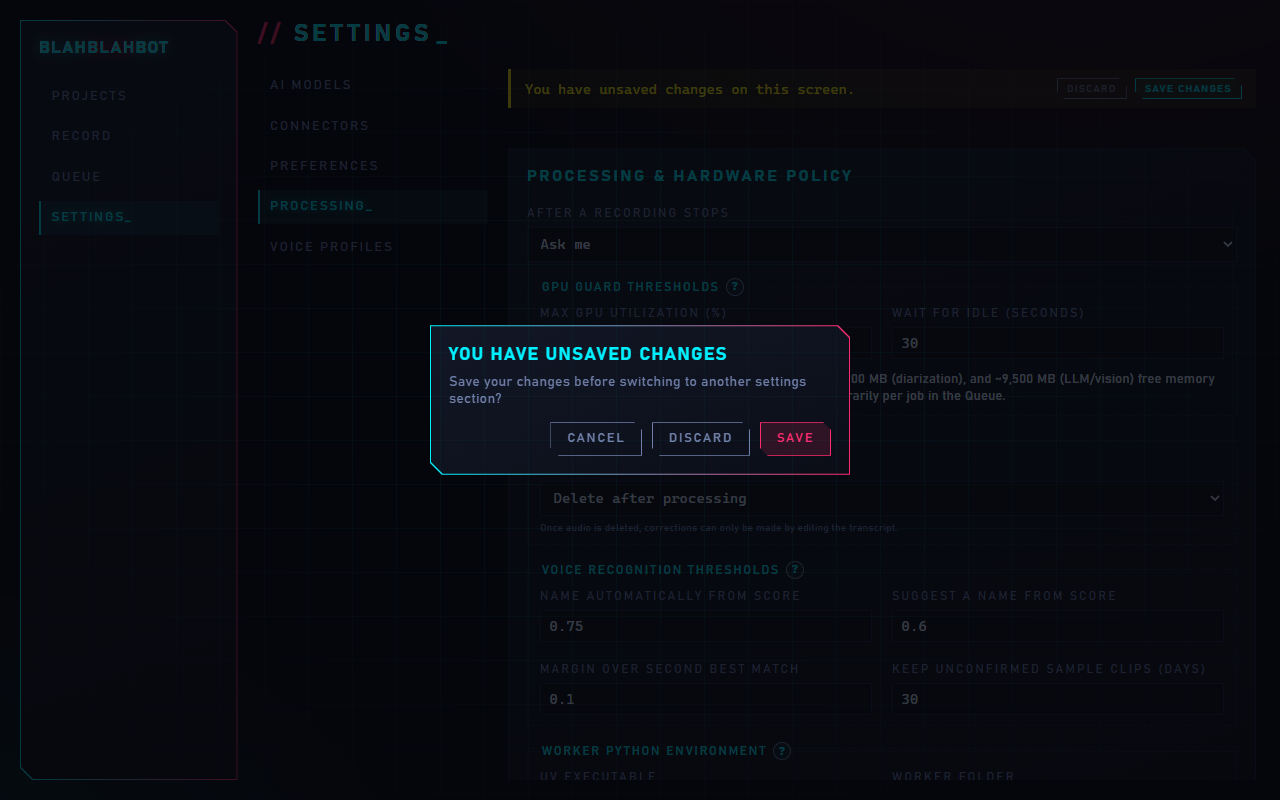 BLAHBLAHBOT
PROJECTS
RECORD
QUEUE
SETTINGS_
// SETTINGS_
AI MODELS
CONNECTORS
PREFERENCES
PROCESSING_
VOICE PROFILES
You have unsaved changes on this screen.
DISCARD
SAVE CHANGES
PROCESSING & HARDWARE POLICY
AFTER A RECORDING STOPS
Ask me
GPU GUARD THRESHOLDS ?
MAX GPU UTILIZATION (%)
WAIT FOR IDLE (SECONDS)
30
00 MB (diarization), and ~9,500 MB (LLM/vision) free memory
rarily per job in the Queue.
YOU HAVE UNSAVED CHANGES
Save your changes before switching to another settings
section?
CANCEL
DISCARD
SAVE
Delete after processing
Once audio is deleted, corrections can only be made by editing the transcript.
VOICE RECOGNITION THRESHOLDS ?
NAME AUTOMATICALLY FROM SCORE
SUGGEST A NAME FROM SCORE
0.75
0.6
MARGIN OVER SECOND BEST MATCH
KEEP UNCONFIRMED SAMPLE CLIPS (DAYS)
0.1
30
WORKER PYTHON ENVIRONMENT ?
UV EXECUTABLE
WORKER FOLDER